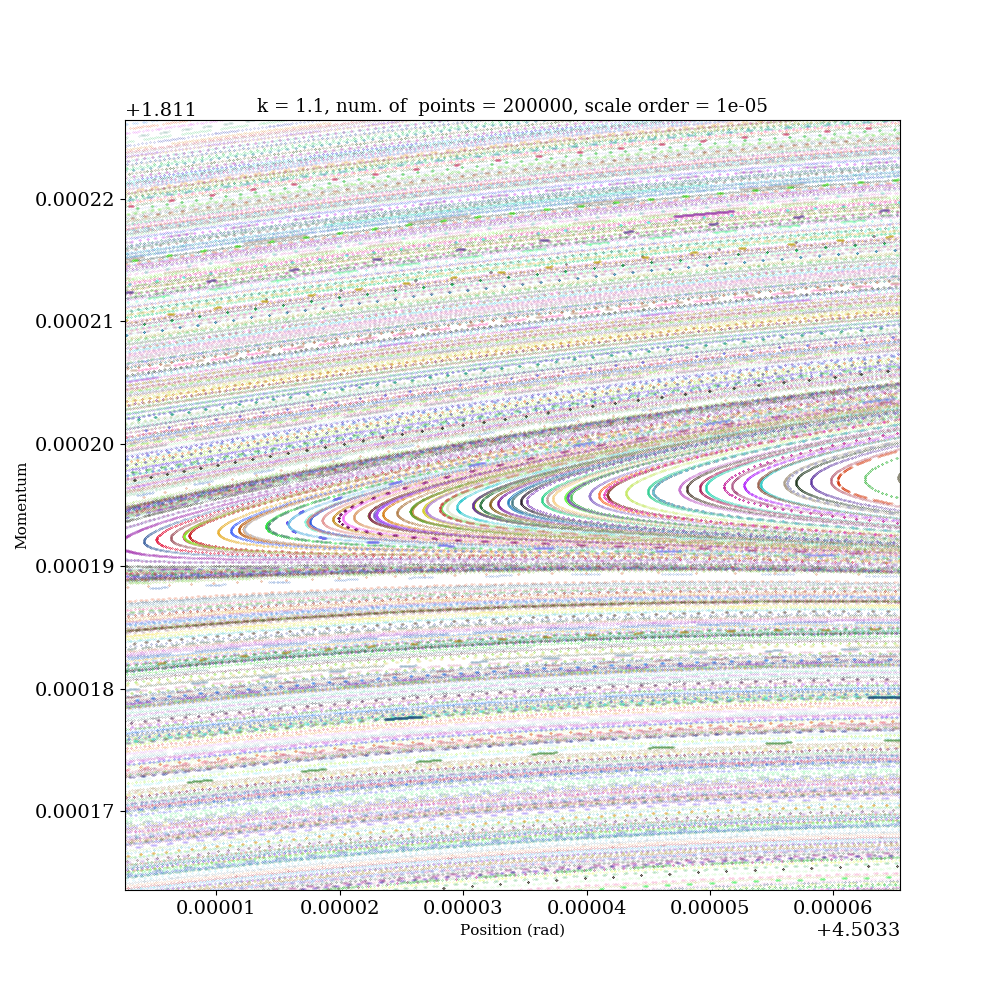 +1.811
k = 1.1, num. of  points = 200000, scale order = 1e-05
0.00022
0.00021
0.00020
0.00019
0.00018
0.00017
Momentum
0.00001 0.00002 0.00003 0.00004 0.00005 0.00006
Position (rad)
+4.5033